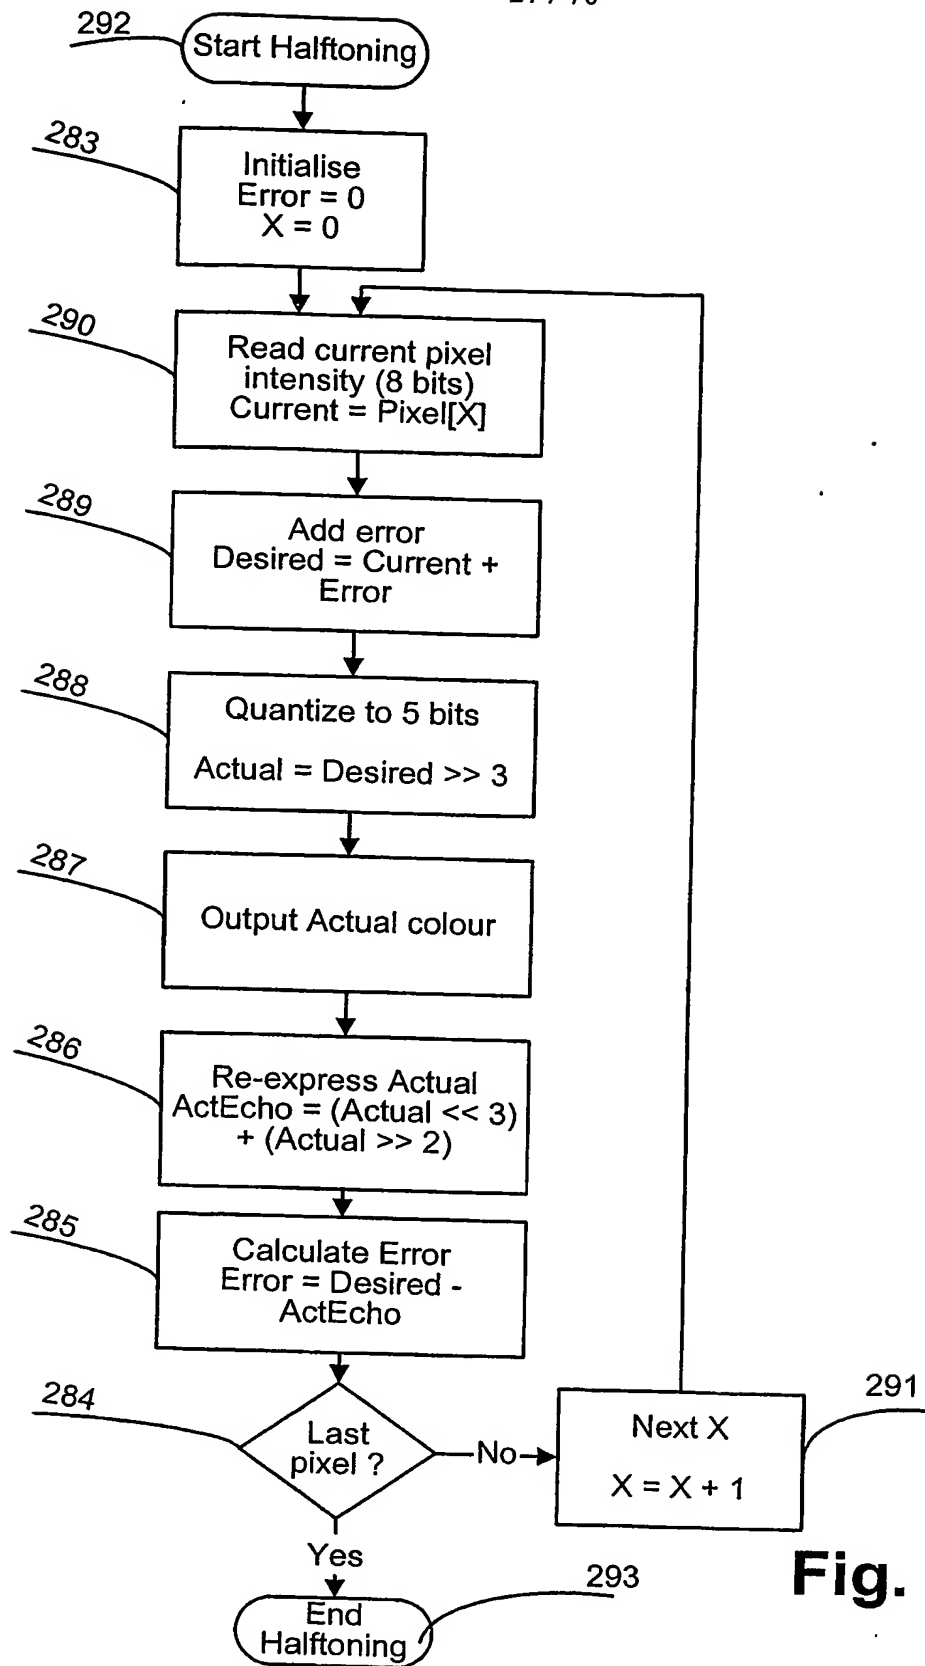 292
Start Halftoning
283
Initialise
Error = 0
X = 0
290
Read current pixel
intensity (8 bits)
Current = Pixel[X]
289
Add error
Desired = Current +
Error
288
Quantize to 5 bits
Actual = Desired >> 3
287
Output Actual colour
286
Re-express Actual
ActEcho = (Actual << 3)
+ (Actual >> 2)
285
Calculate Error
Error = Desired -
ActEcho
284
Last
pixel ?
No
Next X
X = X + 1
291
Yes
293
End
Halftoning
Fig.